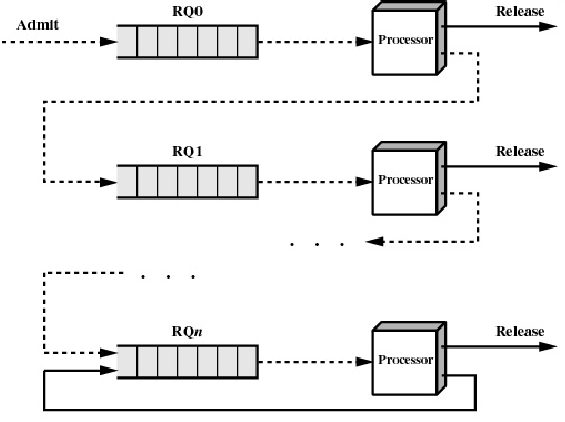 RQ0
Release
Admit
Processor
RQ1
Release
Processor
. . .
. . .
RQn
Release
Processor